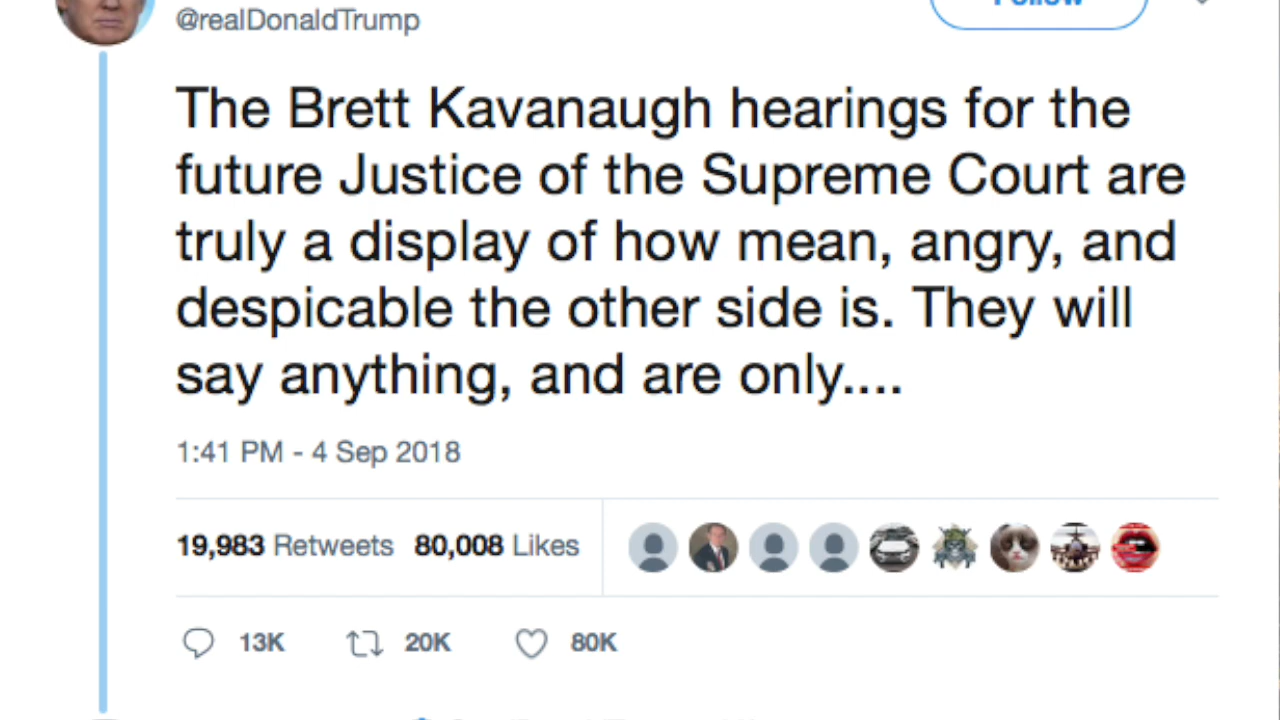 @realDonaldTrump
The Brett Kavanaugh hearings for the
future Justice of the Supreme Court are
truly a display of how mean, angry, and
despicable the other side is. They will
say anything, and are only....
1:41 PM - 4 Sep 2018
19,983 Retweets 80,008 Likes
13K 20K 80K